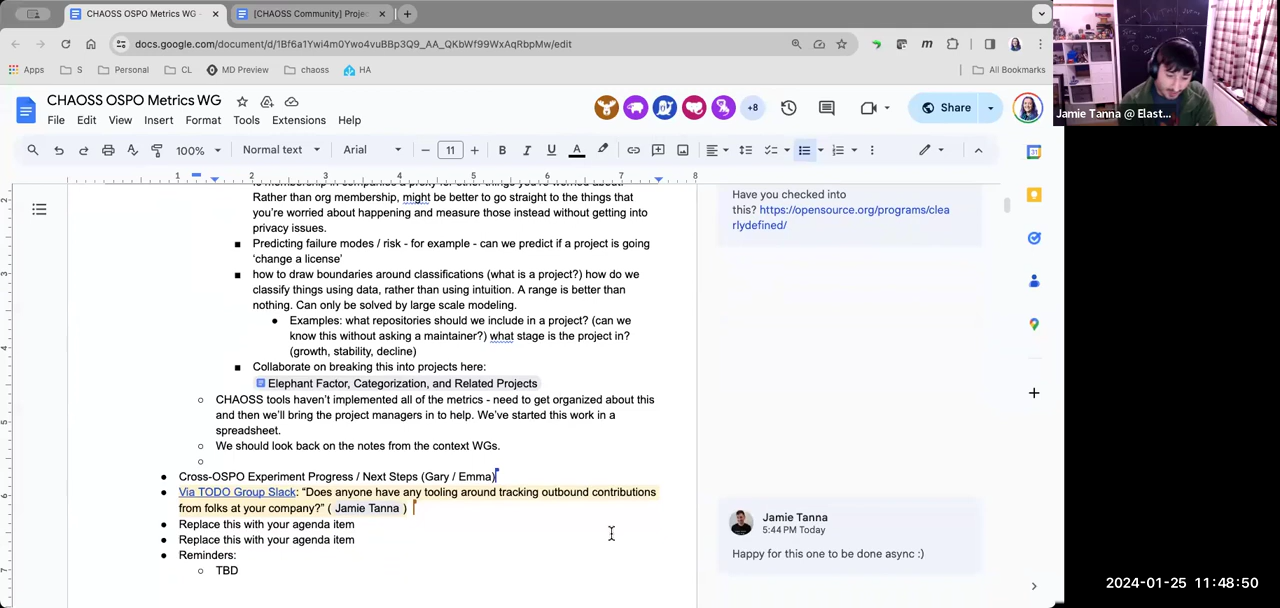 CHAOSS OSPO Metrics WG -
[CHAOSS Community] Proje
docs.google.com/document/d/1Bf6a1Ywi4m0Ywo4vuBBp3Q9_AA_QKbWf99WxAqRbpMw/edit
Apps
S
Personal
CL
MD Preview
chaoss
HA
All Bookmarks
Jamie Tanna @ Elast...
CHAOSS OSPO Metrics WG
+8
Share
File Edit View Insert Format Tools Extensions Help
100%
Normal text
Arial
11
1 2 3 4 5 6 7 8
Rather than org membership, might be better to go straight to the things that
you're worried about happening and measure those instead without getting into
privacy issues.
Predicting failure modes / risk - for example - can we predict if a project is going
'change a license'
how to draw boundaries around classifications (what is a project?) how do we
classify things using data, rather than using intuition. A range is better than
nothing. Can only be solved by large scale modeling.
Examples: what repositories should we include in a project? (can we
know this without asking a maintainer?) what stage is the project in?
(growth, stability, decline)
Collaborate on breaking this into projects here:
Elephant Factor, Categorization, and Related Projects
CHAOSS tools haven't implemented all of the metrics - need to get organized about this
and then we'll bring the project managers in to help. We've started this work in a
spreadsheet.
We should look back on the notes from the context WGs.
Cross-OSPO Experiment Progress / Next Steps (Gary / Emma)
Via TODO Group Slack: "Does anyone have any tooling around tracking outbound contributions
from folks at your company?" ( Jamie Tanna )
Replace this with your agenda item
Replace this with your agenda item
Reminders:
TBD
Have you checked into
this? https://opensource.org/programs/clea
rlydefined/
Jamie Tanna
5:44 PM Today
Happy for this one to be done async :)
2024-01-25 11:48:50